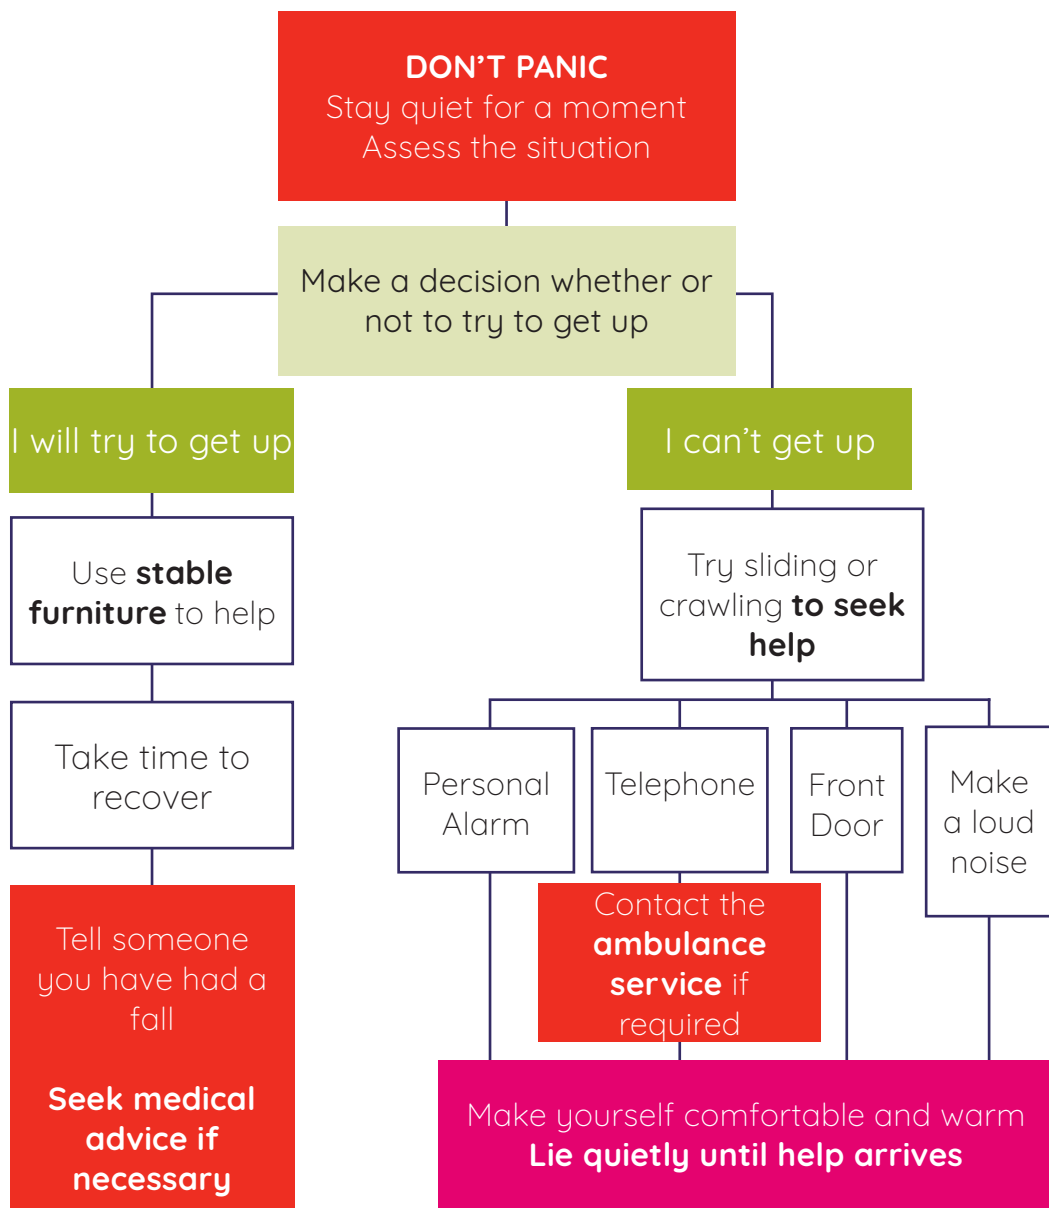 DON'T PANIC
Stay quiet for a moment
Assess the situation
Make a decision whether or
not to try to get up
I will try to get up
Use stable
furniture to help
Take time to
recover
Tell someone
you have had a
fall
Seek medical
advice if
necessary
I can't get up
Try sliding or
crawling to seek
help
Personal
Alarm
Telephone
Front
Door
Make
a loud
noise
Contact the
ambulance
service if
required
Make yourself comfortable and warm
Lie quietly until help arrives